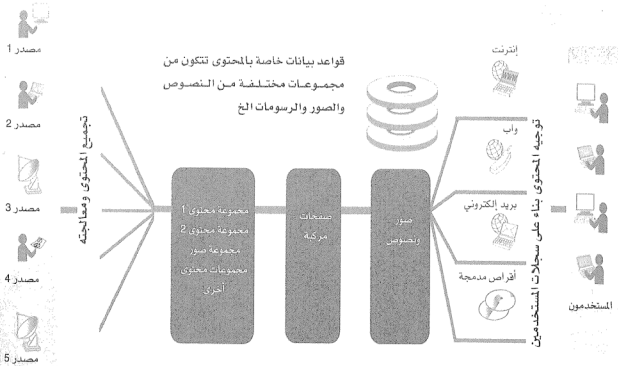 مصدر 1
مصدر 2
مصدر 3
مصدر 4
مصدر 5
تجميع المحتوى ومعالجته
قواعد بيانات خاصة بالمحتوى تتكون من
مجموعات مختلفة من النصوص
والصور والرسومات الخ
مجموعة محتوى 1
مجموعة محتوى 2
مجموعة صور
مجموعات محتوى
أخرى
صفحات
مركبة
صور
ونصوص
إنترنت
WWW
وآب
بريد إلكتروني
أقراص مدمجة
توجيه المحتوى بناء على سجلات المستخدمين
المستخدمون